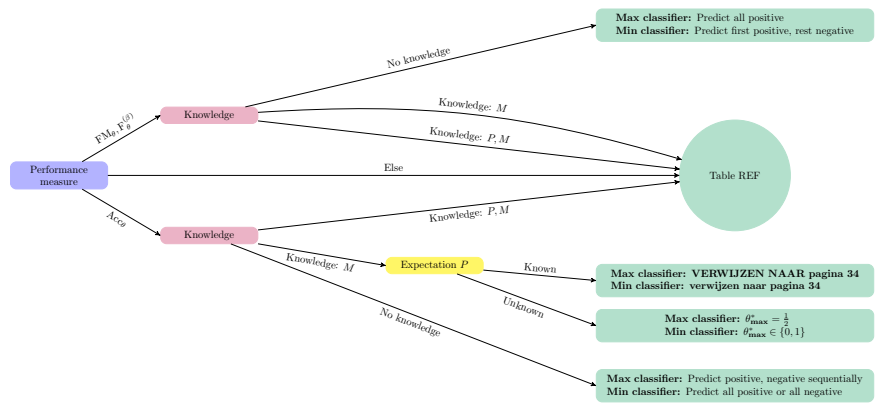 Max classifier: Predict all positive
Min classifier: Predict first positive, rest negative
No knowledge
Knowledge: M
FMθ, Fθ^(β)
Knowledge
Knowledge: P, M
Performance
measure
Else
Table REF
Accθ
Knowledge
Knowledge: P, M
Knowledge: M
Expectation P
Known
Max classifier: VERWIJZEN NAAR pagina 34
Min classifier: verwijzen naar pagina 34
Unknown
Max classifier: θ*max = 1/2
Min classifier: θ*max ∈ {0, 1}
No knowledge
Max classifier: Predict positive, negative sequentially
Min classifier: Predict all positive or all negative